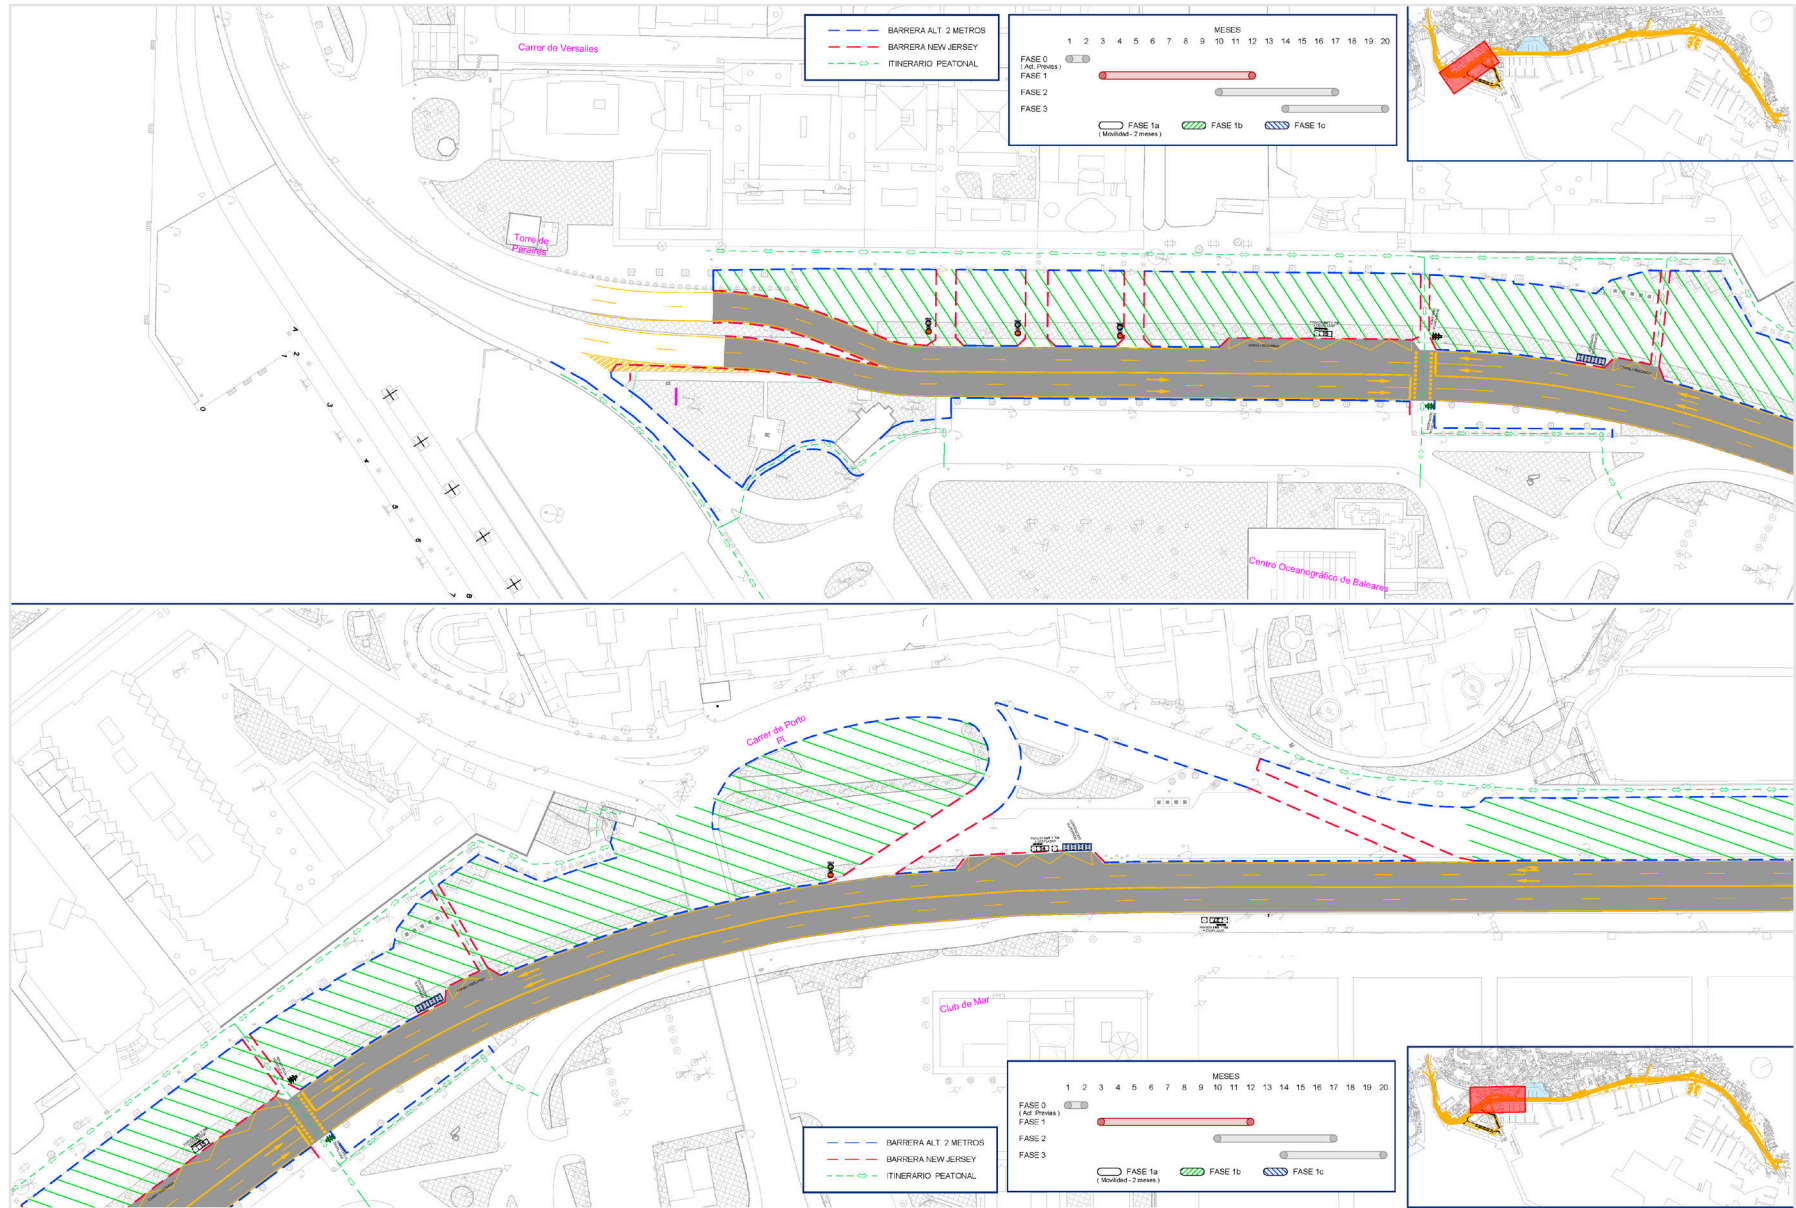 BARRERA ALT. 2 METROS
BARRERA NEW JERSEY
ITINERARIO PEATONAL
MESES
1 2 3 4 5 6 7 8 9 10 11 12 13 14 15 16 17 18 19 20
FASE 0
( Act. Previas )
FASE 1
FASE 2
FASE 3
FASE 1a
( Movilidad - 2 meses )
FASE 1b
FASE 1c
Carrer de Versailes
Torre de
Paraires
Centro Oceanográfico de Baleares
Carrer de Porto
Pi
Club de Mar
MESES
1 2 3 4 5 6 7 8 9 10 11 12 13 14 15 16 17 18 19 20
FASE 0
( Act. Previas )
FASE 1
FASE 2
FASE 3
FASE 1a
( Movilidad - 2 meses )
FASE 1b
FASE 1c
BARRERA ALT. 2 METROS
BARRERA NEW JERSEY
ITINERARIO PEATONAL